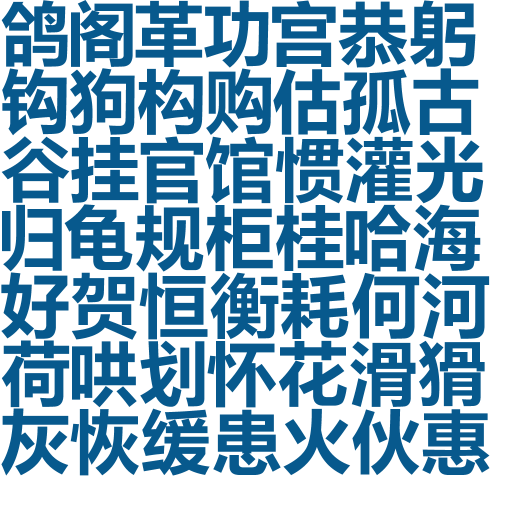 鸽阁革功宫恭躬
钩狗构购估孤古
谷挂官馆惯灌光
归龟规柜桂哈海
好贺恒衡耗何河
荷哄划怀花滑猾
灰恢缓患火伙惠